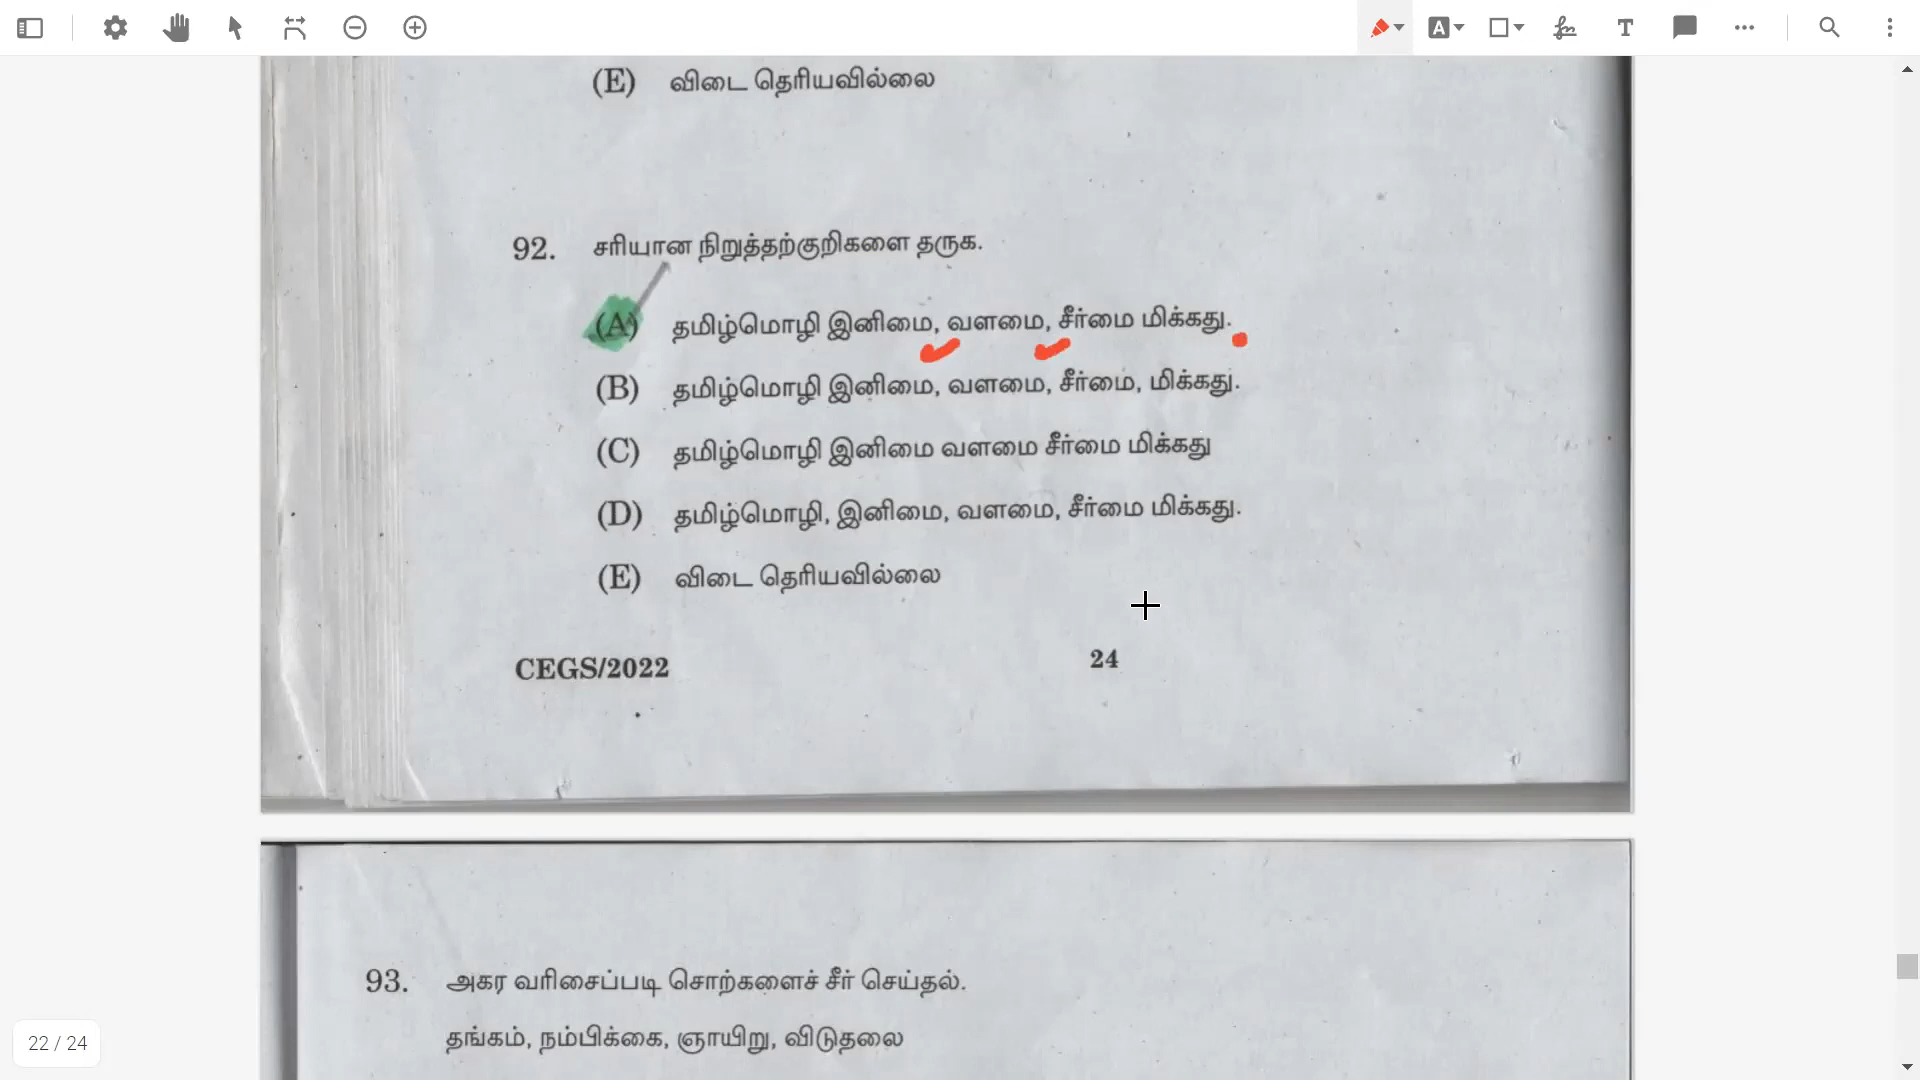 (E) விடை தெரியவில்லை
92. சரியான நிறுத்தற்குறிகளை தருக.
(A) தமிழ்மொழி இனிமை, வளமை, சீர்மை மிக்கது.
(B) தமிழ்மொழி இனிமை, வளமை, சீர்மை, மிக்கது.
(C) தமிழ்மொழி இனிமை வளமை சீர்மை மிக்கது
(D) தமிழ்மொழி, இனிமை, வளமை, சீர்மை மிக்கது.
(E) விடை தெரியவில்லை
CEGS/2022 24
93. அகர வரிசைப்படி சொற்களைச் சீர் செய்தல்.
தங்கம், நம்பிக்கை, ஞாயிறு, விடுதலை
22 / 24